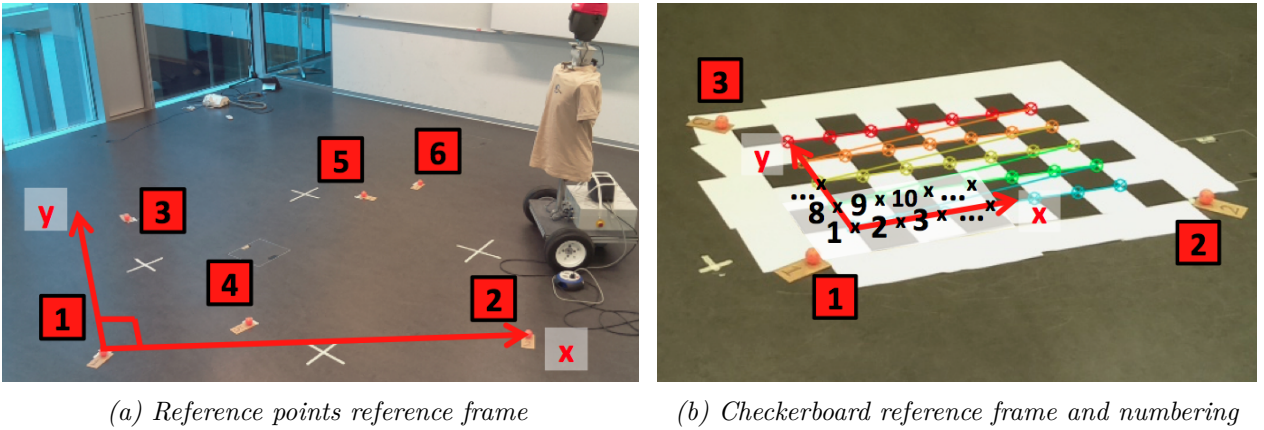 6
5
3
y
4
2
1
x
(a) Reference points reference frame
3
y
... x x x ... x
8 x 9 x 10
1 x 2 x 3 x ... x
x
2
1
(b) Checkerboard reference frame and numbering